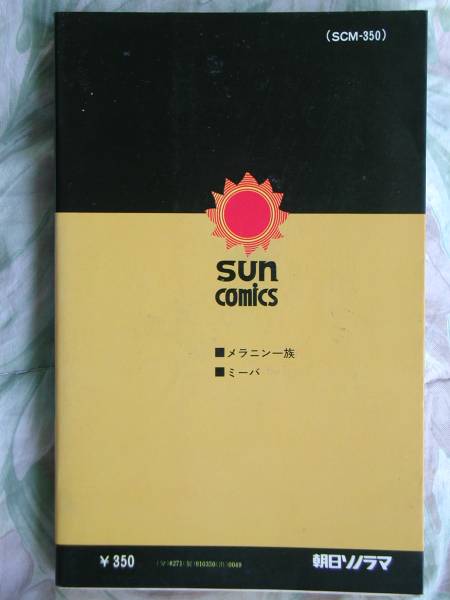 (SCM-350)
sun
comics
■メラニン一族
■ミーバ
￥350
朝日ソノラマ